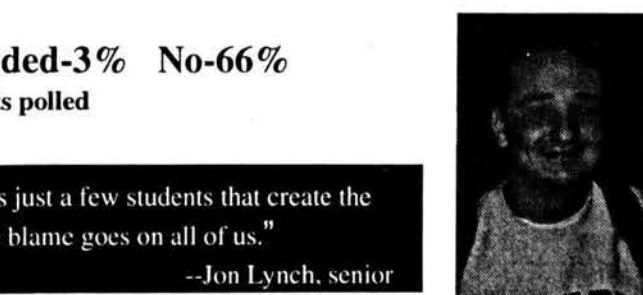 ded-3% No-66%
ts polled
s just a few students that create the
blame goes on all of us."
--Jon Lynch, senior